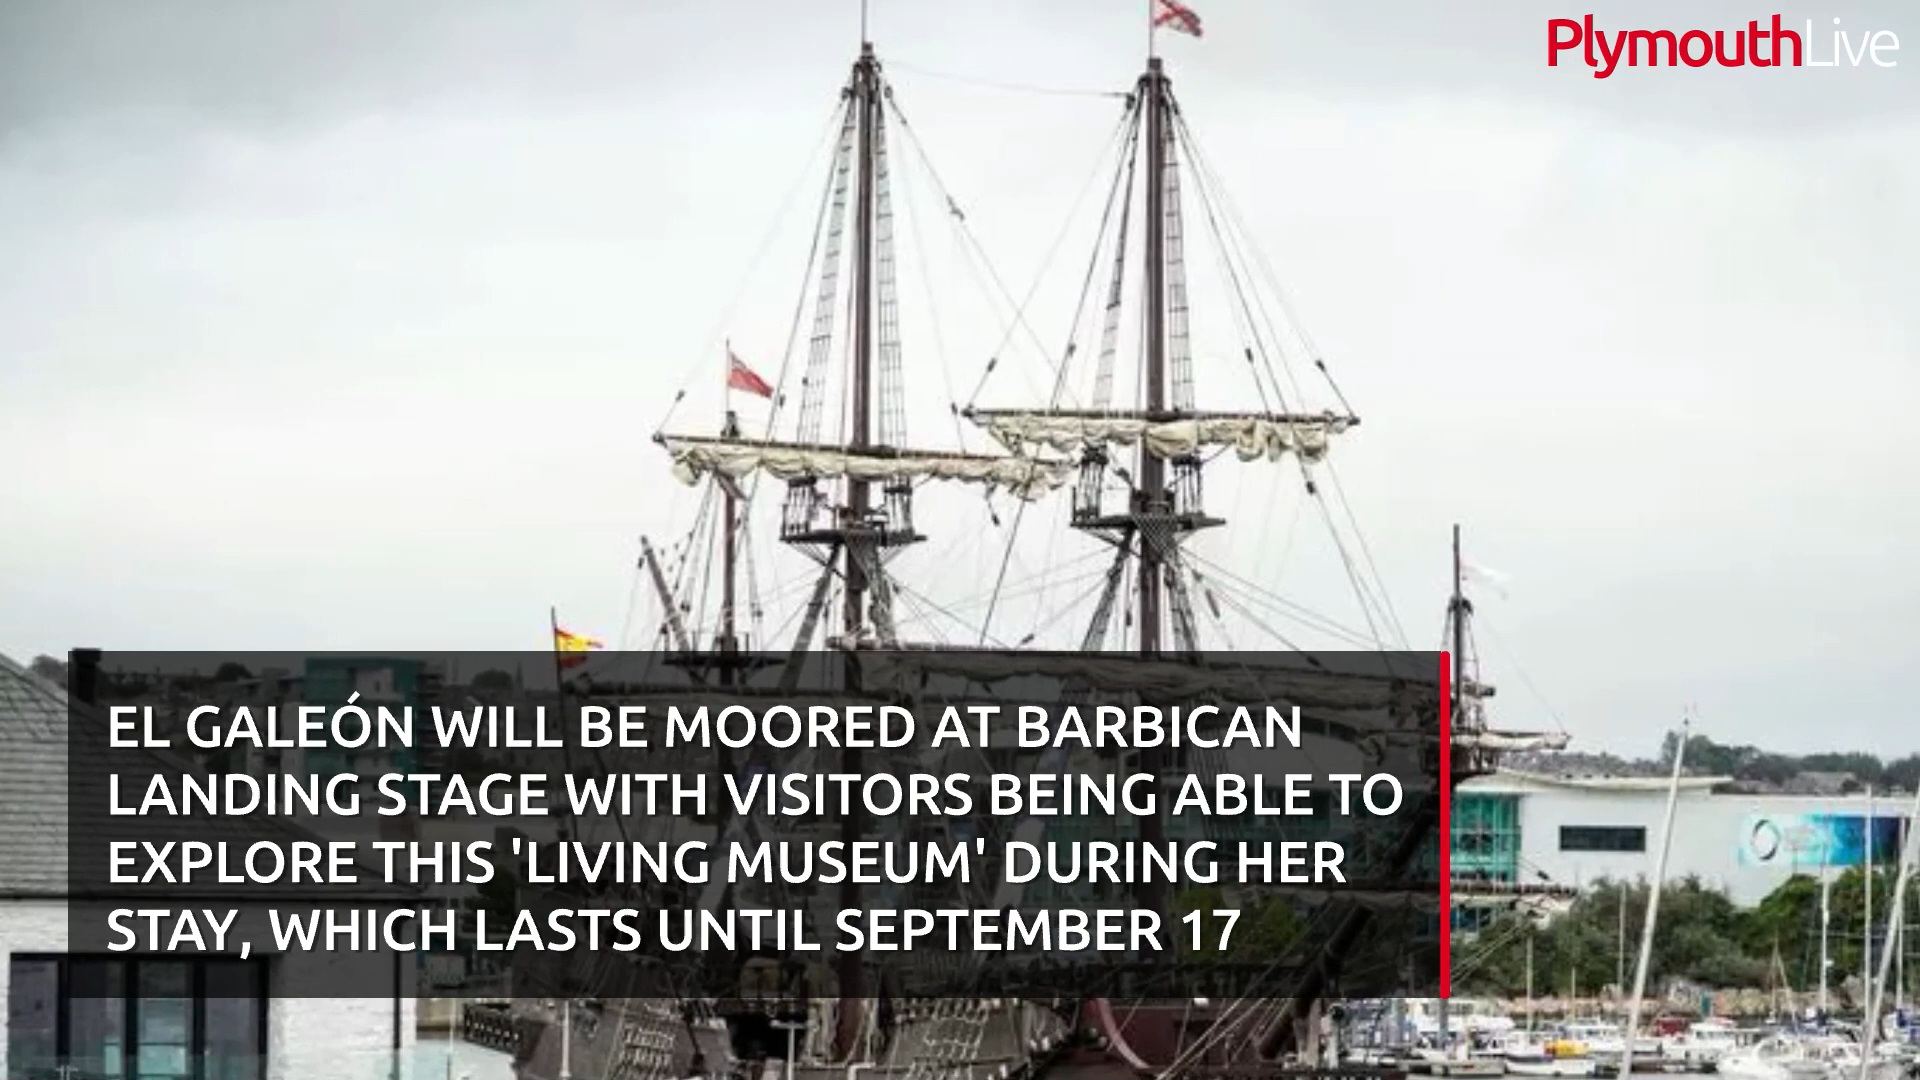 PlymouthLive
EL GALEÓN WILL BE MOORED AT BARBICAN
LANDING STAGE WITH VISITORS BEING ABLE TO
EXPLORE THIS 'LIVING MUSEUM' DURING HER
STAY, WHICH LASTS UNTIL SEPTEMBER 17